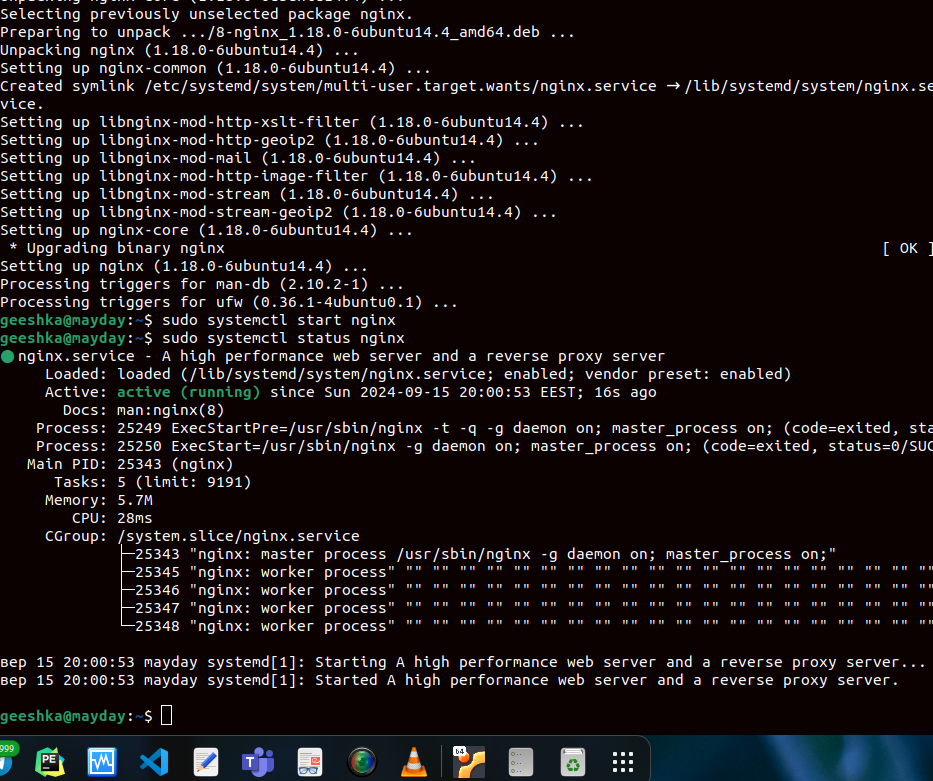 Selecting previously unselected package nginx.
Preparing to unpack .../8-nginx_1.18.0-6ubuntu14.4_amd64.deb ...
Unpacking nginx (1.18.0-6ubuntu14.4) ...
Setting up nginx-common (1.18.0-6ubuntu14.4) ...
Created symlink /etc/systemd/system/multi-user.target.wants/nginx.service → /lib/systemd/system/nginx.se
vice.
Setting up libnginx-mod-http-xslt-filter (1.18.0-6ubuntu14.4) ...
Setting up libnginx-mod-http-geoip2 (1.18.0-6ubuntu14.4) ...
Setting up libnginx-mod-mail (1.18.0-6ubuntu14.4) ...
Setting up libnginx-mod-http-image-filter (1.18.0-6ubuntu14.4) ...
Setting up libnginx-mod-stream (1.18.0-6ubuntu14.4) ...
Setting up libnginx-mod-stream-geoip2 (1.18.0-6ubuntu14.4) ...
Setting up nginx-core (1.18.0-6ubuntu14.4) ...
 * Upgrading binary nginx [ OK ]
Setting up nginx (1.18.0-6ubuntu14.4) ...
Processing triggers for man-db (2.10.2-1) ...
Processing triggers for ufw (0.36.1-4ubuntu0.1) ...
geeshka@mayday:~$ sudo systemctl start nginx
geeshka@mayday:~$ sudo systemctl status nginx
● nginx.service - A high performance web server and a reverse proxy server
Loaded: loaded (/lib/systemd/system/nginx.service; enabled; vendor preset: enabled)
Active: active (running) since Sun 2024-09-15 20:00:53 EEST; 16s ago
Docs: man:nginx(8)
Process: 25249 ExecStartPre=/usr/sbin/nginx -t -q -g daemon on; master_process on; (code=exited, sta
Process: 25250 ExecStart=/usr/sbin/nginx -g daemon on; master_process on; (code=exited, status=0/SUC
Main PID: 25343 (nginx)
Tasks: 5 (limit: 9191)
Memory: 5.7M
CPU: 28ms
CGroup: /system.slice/nginx.service
├─25343 "nginx: master process /usr/sbin/nginx -g daemon on; master_process on;"
├─25345 "nginx: worker process" "" "" "" "" "" "" "" "" "" "" "" "" "" "" "" "" "" "" "" ""
├─25346 "nginx: worker process" "" "" "" "" "" "" "" "" "" "" "" "" "" "" "" "" "" "" "" ""
├─25347 "nginx: worker process" "" "" "" "" "" "" "" "" "" "" "" "" "" "" "" "" "" "" "" ""
└─25348 "nginx: worker process" "" "" "" "" "" "" "" "" "" "" "" "" "" "" "" "" "" "" "" ""
вер 15 20:00:53 mayday systemd[1]: Starting A high performance web server and a reverse proxy server...
вер 15 20:00:53 mayday systemd[1]: Started A high performance web server and a reverse proxy server.
geeshka@mayday:~$
999
PE
T
64